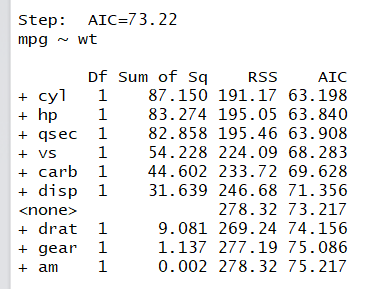 Step:  AIC=73.22
mpg ~ wt

       Df Sum of Sq    RSS    AIC
+ cyl   1    87.150 191.17 63.198
+ hp    1    83.274 195.05 63.840
+ qsec  1    82.858 195.46 63.908
+ vs    1    54.228 224.09 68.283
+ carb  1    44.602 233.72 69.628
+ disp  1    31.639 246.68 71.356
<none>              278.32 73.217
+ drat  1     9.081 269.24 74.156
+ gear  1     1.137 277.19 75.086
+ am    1     0.002 278.32 75.217